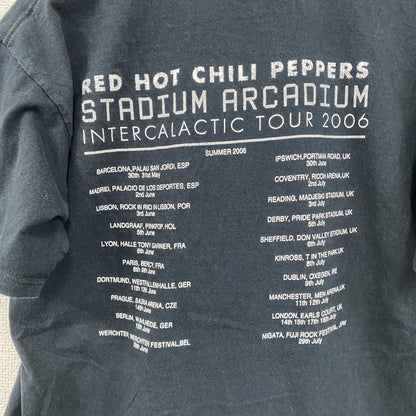 RED HOT CHILI PEPPERS
STADIUM ARCADIUM
INTERCALACTIC TOUR 2006
SUMMER 2006
BARCELONA, PALAU SAN JORDI, ESP
30th 31st May
MADRID, PALACIO DE LOS DEPORTES, ESP
2nd June
LISBON, ROCK IN RIO IN LISBON, POR
3rd June
LANDGRAAF, PINKPOP, HOL
5th June
LYON, HALLE TONY GARNIER, FRA
6th June
PARIS, BERCY, FRA
8th 9th June
DORTMUND, WESTFALLENHALLE, GER
11th 12th June
PRAGUE, SAZKA ARENA, CZE
14th June
BERLIN, WUHLHEIDE, GER
WERCHTER, WERCHTER FESTIVAL, BEL
IPSWICH, PORTMAN ROAD, UK
30th June
COVENTRY, RICOH ARENA, UK
2nd July
READING, MADJESKI STADIUM, UK
3rd July
DERBY, PRIDE PARK STADIUM, UK
5th July
SHEFFIELD, DON VALLEY STADIUM, UK
6th July
KINROSS, T IN THE PARK, UK
8th July
DUBLIN, OXEGEN, IRE
9th July
MANCHESTER, MEN ARENA, UK
11th 12th July
LONDON, EARLS COURT, UK
14th 15th 17th 18th July
NIGATA, FUJI ROCK FESTIVAL, JPN
29th July